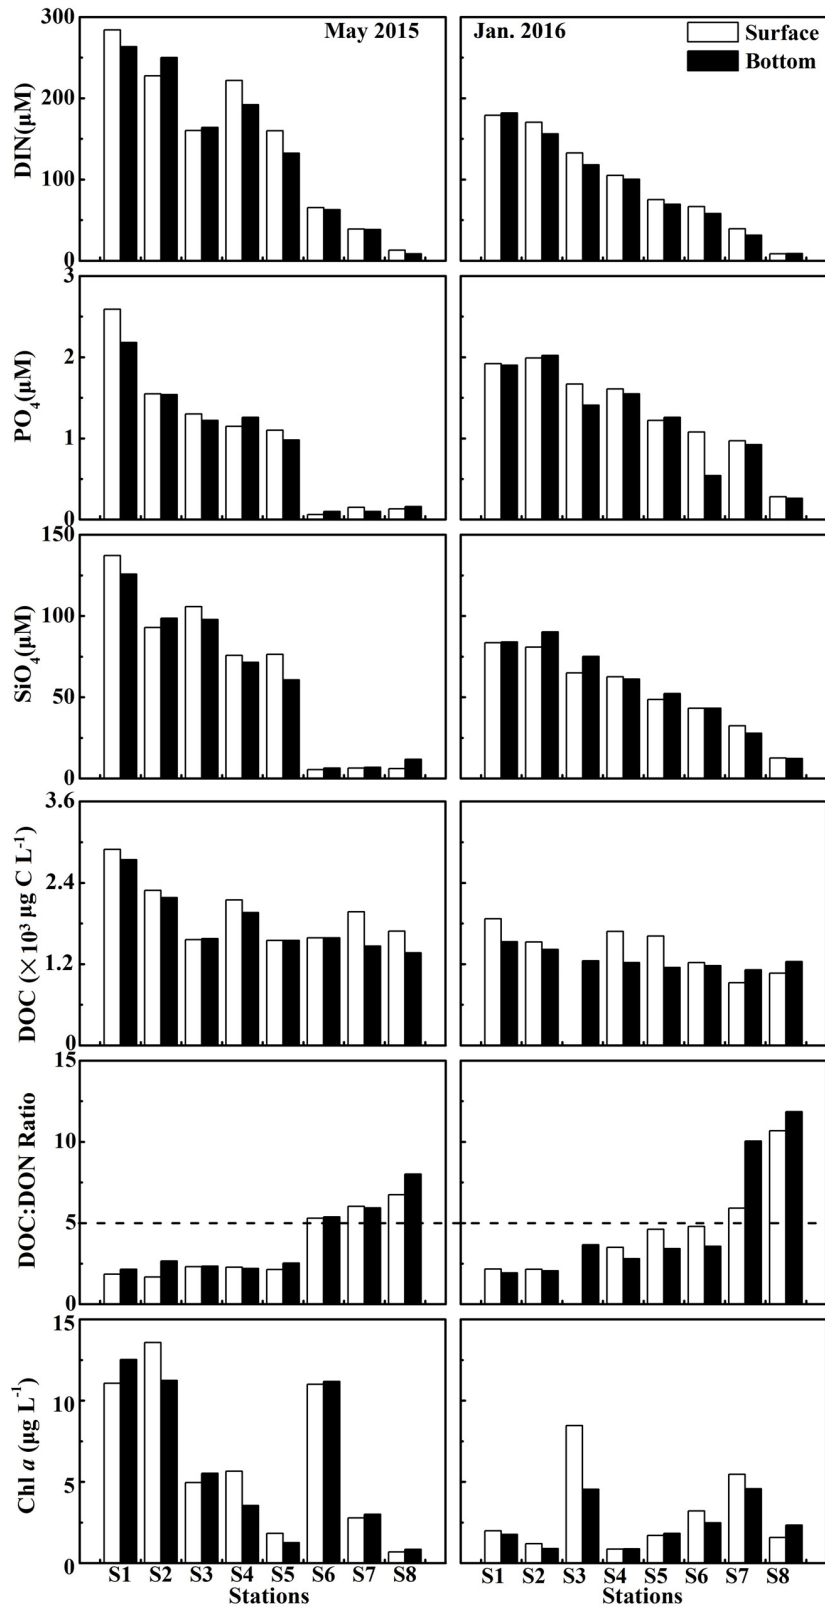 May 2015
Jan. 2016
Surface
Bottom
DIN(μM)
300
200
100
0
PO4(μM)
3
2
1
0
SiO4(μM)
150
100
50
0
DOC (×10³ μg C L⁻¹)
3.6
2.4
1.2
0
DOC:DON Ratio
15
10
5
0
Chl a (μg L⁻¹)
15
10
5
0
S1 S2 S3 S4 S5 S6 S7 S8
S1 S2 S3 S4 S5 S6 S7 S8
Stations
Stations